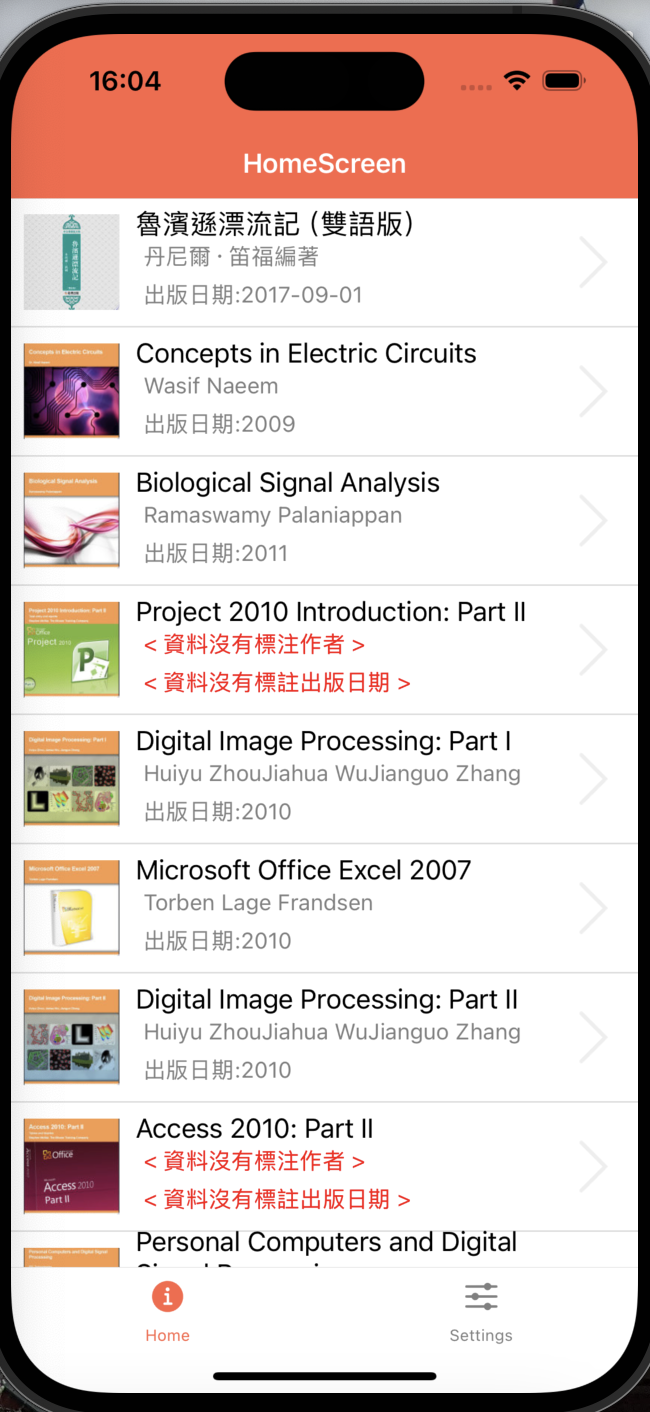 16:04
HomeScreen
魯濱遜漂流記（雙語版）
丹尼爾·笛福編著
出版日期:2017-09-01
魯濱遜漂流記
Concepts in Electric Circuits
Concepts in Electric Circuits
Wasif Naeem
出版日期:2009
Biological Signal Analysis
Biological Signal Analysis
Ramaswamy Palaniappan
出版日期:2011
Project 2010 Introduction: Part II
Project 2010 Introduction: Part II
Office
Project 2010
< 資料沒有標注作者 >
< 資料沒有標註出版日期 >
Digital Image Processing: Part I
Digital Image Processing: Part I
L
Huiyu ZhouJiahua WuJianguo Zhang
出版日期:2010
Microsoft Office Excel 2007
Microsoft Office Excel 2007
Torben Lage Frandsen
Torben Lage Frandsen
出版日期:2010
Digital Image Processing: Part II
Digital Image Processing: Part II
L
Huiyu ZhouJiahua WuJianguo Zhang
出版日期:2010
Access 2010: Part II
Access 2010: Part II
Office
Access 2010
Part II
< 資料沒有標注作者 >
< 資料沒有標註出版日期 >
Personal Computers and Digital
Personal Computers and Digital Signal
Processing
Home
Settings